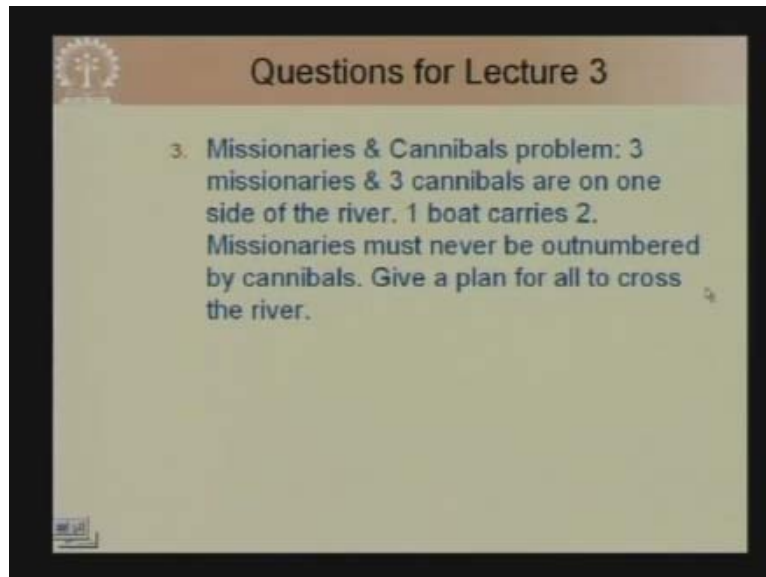 Questions for Lecture 3
3. Missionaries & Cannibals problem: 3
missionaries & 3 cannibals are on one
side of the river. 1 boat carries 2.
Missionaries must never be outnumbered
by cannibals. Give a plan for all to cross
the river.